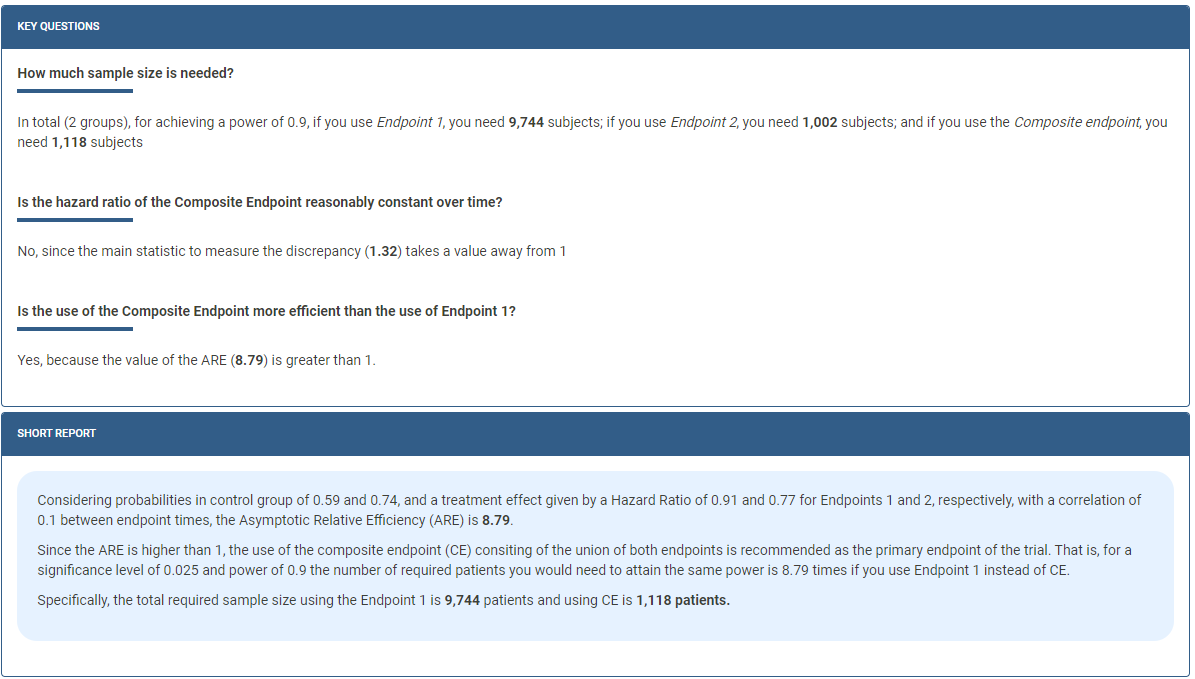 KEY QUESTIONS
How much sample size is needed?
In total (2 groups), for achieving a power of 0.9, if you use Endpoint 1, you need 9,744 subjects; if you use Endpoint 2, you need 1,002 subjects; and if you use the Composite endpoint, you
need 1,118 subjects
Is the hazard ratio of the Composite Endpoint reasonably constant over time?
No, since the main statistic to measure the discrepancy (1.32) takes a value away from 1
Is the use of the Composite Endpoint more efficient than the use of Endpoint 1?
Yes, because the value of the ARE (8.79) is greater than 1.
SHORT REPORT
Considering probabilities in control group of 0.59 and 0.74, and a treatment effect given by a Hazard Ratio of 0.91 and 0.77 for Endpoints 1 and 2, respectively, with a correlation of
0.1 between endpoint times, the Asymptotic Relative Efficiency (ARE) is 8.79.
Since the ARE is higher than 1, the use of the composite endpoint (CE) consiting of the union of both endpoints is recommended as the primary endpoint of the trial. That is, for a
significance level of 0.025 and power of 0.9 the number of required patients you would need to attain the same power is 8.79 times if you use Endpoint 1 instead of CE.
Specifically, the total required sample size using the Endpoint 1 is 9,744 patients and using CE is 1,118 patients.